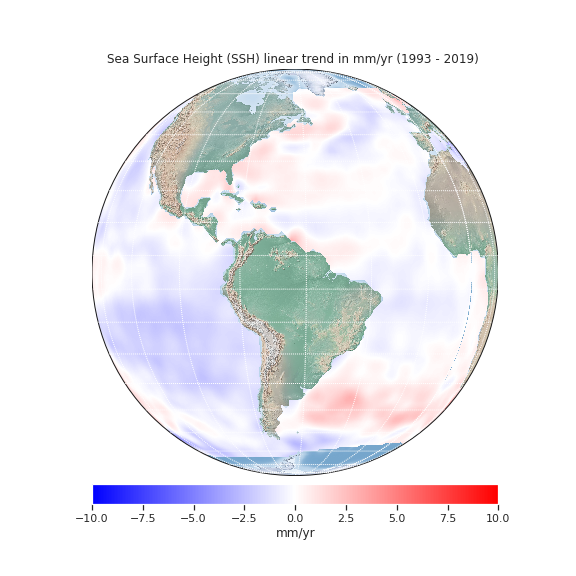 Sea Surface Height (SSH) linear trend in mm/yr (1993 - 2019)
−10.0 −7.5 −5.0 −2.5 0.0 2.5 5.0 7.5 10.0
mm/yr